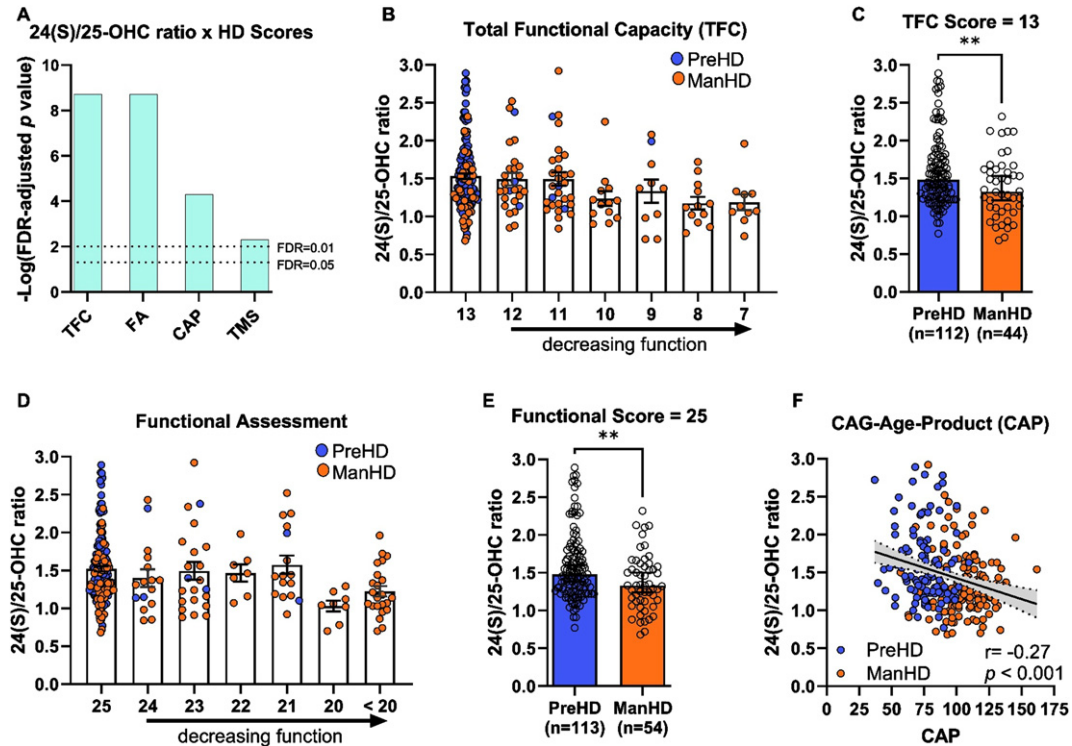 A
24(S)/25-OHC ratio x HD Scores
-Log(FDR-adjusted p value)
10
8
6
4
2
0
FDR=0.01
FDR=0.05
TFC
FA
CAP
TMS
B
Total Functional Capacity (TFC)
PreHD
ManHD
24(S)/25-OHC ratio
3.0
2.5
2.0
1.5
1.0
0.5
0.0
13 12 11 10 9 8 7
decreasing function
C
TFC Score = 13
**
24(S)/25-OHC ratio
3.0
2.5
2.0
1.5
1.0
0.5
0.0
PreHD ManHD
(n=112) (n=44)
D
Functional Assessment
PreHD
ManHD
24(S)/25-OHC ratio
3.0
2.5
2.0
1.5
1.0
0.5
0.0
25 24 23 22 21 20 < 20
decreasing function
E
Functional Score = 25
**
24(S)/25-OHC ratio
3.0
2.5
2.0
1.5
1.0
0.5
0.0
PreHD ManHD
(n=113) (n=54)
F
CAG-Age-Product (CAP)
24(S)/25-OHC ratio
3.0
2.5
2.0
1.5
1.0
0.5
0.0
PreHD
ManHD
r= -0.27
p < 0.001
0 25 50 75 100 125 150 175
CAP